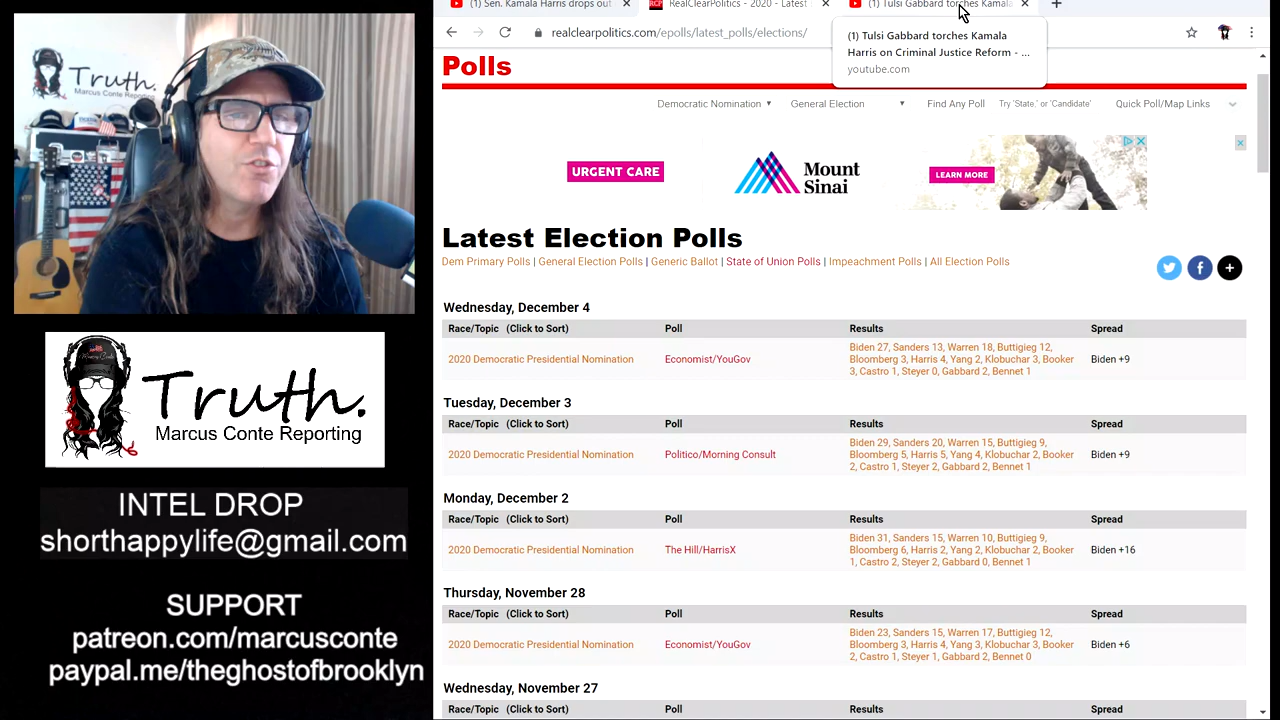 (1) Sen. Kamala Harris drops out
RealClearPolitics - 2020 - Latest
(1) Tulsi Gabbard torches Kamala
realclearpolitics.com/epolls/latest_polls/elections/
(1) Tulsi Gabbard torches Kamala
Harris on Criminal Justice Reform - ...
youtube.com
Truth.
Marcus Conte Reporting
Polls
Democratic Nomination
General Election
Find Any Poll
Try 'State.' or 'Candidate'
Quick Poll/Map Links
URGENT CARE
Mount
Sinai
LEARN MORE
Latest Election Polls
Dem Primary Polls | General Election Polls | Generic Ballot | State of Union Polls | Impeachment Polls | All Election Polls
Wednesday, December 4
Race/Topic (Click to Sort) Poll Results Spread
2020 Democratic Presidential Nomination Economist/YouGov Biden 27, Sanders 13, Warren 18, Buttigieg 12,
Bloomberg 3, Harris 4, Yang 2, Klobuchar 3, Booker
3, Castro 1, Steyer 0, Gabbard 2, Bennet 1
Biden +9
Tuesday, December 3
Race/Topic (Click to Sort) Poll Results Spread
2020 Democratic Presidential Nomination Politico/Morning Consult Biden 29, Sanders 20, Warren 15, Buttigieg 9,
Bloomberg 5, Harris 5, Yang 4, Klobuchar 2, Booker
2, Castro 1, Steyer 2, Gabbard 2, Bennet 1
Biden +9
Monday, December 2
Race/Topic (Click to Sort) Poll Results Spread
2020 Democratic Presidential Nomination The Hill/HarrisX Biden 31, Sanders 15, Warren 10, Buttigieg 9,
Bloomberg 6, Harris 2, Yang 2, Klobuchar 2, Booker
1, Castro 2, Steyer 2, Gabbard 0, Bennet 1
Biden +16
Thursday, November 28
Race/Topic (Click to Sort) Poll Results Spread
2020 Democratic Presidential Nomination Economist/YouGov Biden 23, Sanders 15, Warren 17, Buttigieg 12,
Bloomberg 3, Harris 4, Yang 3, Klobuchar 3, Booker
2, Castro 1, Steyer 1, Gabbard 2, Bennet 0
Biden +6
Wednesday, November 27
Race/Topic (Click to Sort) Poll Results Spread
Truth.
Marcus Conte Reporting
INTEL DROP
shorthappylife@gmail.com
SUPPORT
patreon.com/marcusconte
paypal.me/theghostofbrooklyn